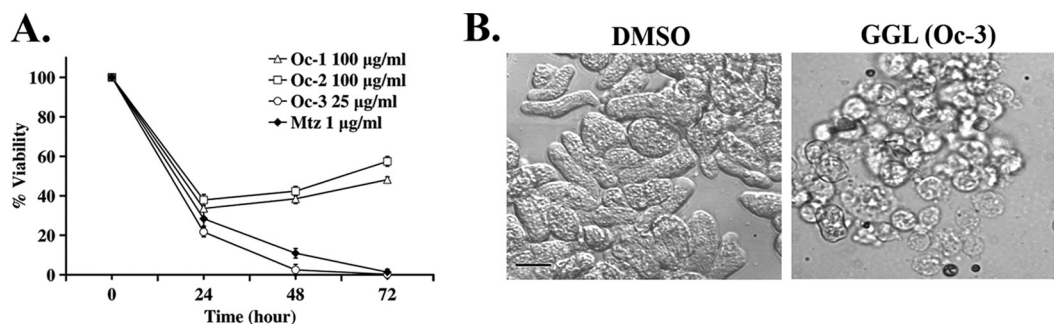 A.
100
80
60
40
20
0
% Viability
Oc-1 100 µg/ml
Oc-2 100 µg/ml
Oc-3 25 µg/ml
Mtz 1 µg/ml
0 24 48 72
Time (hour)
B.
DMSO
GGL (Oc-3)